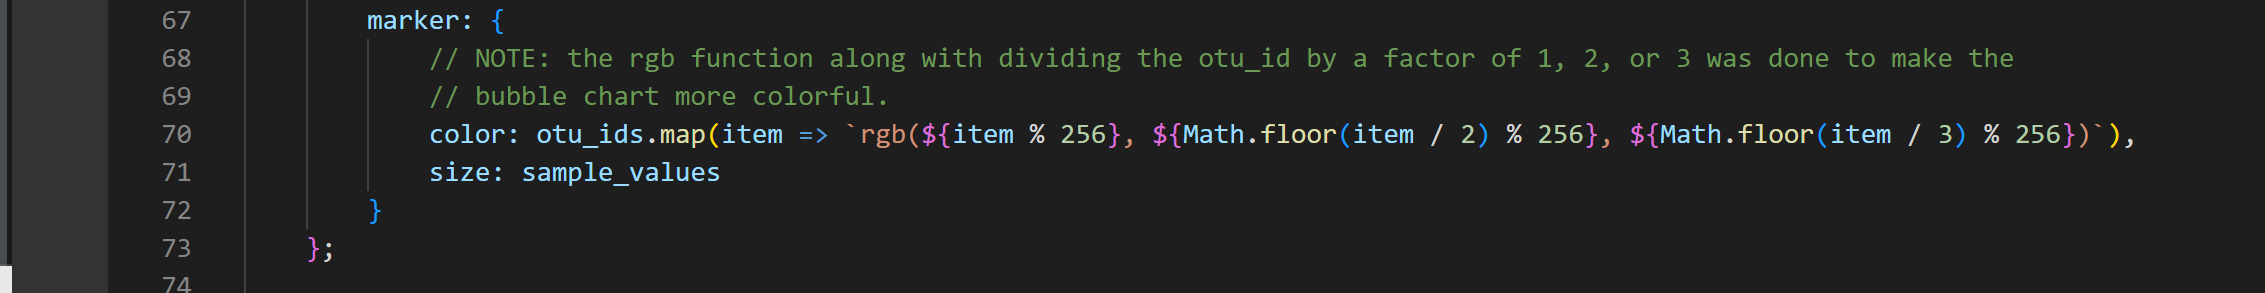 67 marker: {
68 // NOTE: the rgb function along with dividing the otu_id by a factor of 1, 2, or 3 was done to make the
69 // bubble chart more colorful.
70 color: otu_ids.map(item => `rgb(${item % 256}, ${Math.floor(item / 2) % 256}, ${Math.floor(item / 3) % 256})`),
71 size: sample_values
72 }
73 };
74